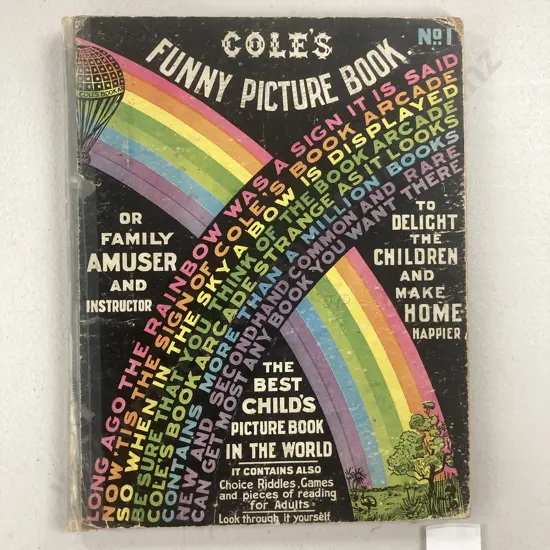 COLE'S
No 1
FUNNY PICTURE BOOK
COLE'S BOOK A
LONG AGO THE RAINBOW WAS A SIGN IT IS SAID
NOW 'TIS THE SIGN OF COLE'S BOOK ARCADE
SO WHEN IN THE SKY A BOW IS DISPLAYED
BE SURE THAT YOU THINK OF THE BOOK ARCADE
COLE'S BOOK ARCADE STRANGE AS IT LOOKS
CONTAINS MORE THAN A MILLION BOOKS
NEW AND SECOND-HAND COMMON AND RARE
CAN GET MOST ANY BOOK YOU WANT THERE
OR
FAMILY
AMUSER
AND
INSTRUCTOR
TO
DELIGHT
THE
CHILDREN
AND
MAKE
HOME
HAPPIER
THE
BEST
CHILD'S
PICTURE BOOK
IN THE WORLD
IT CONTAINS ALSO
Choice Riddles, Games
and pieces of reading
for Adults
Look through it yourself